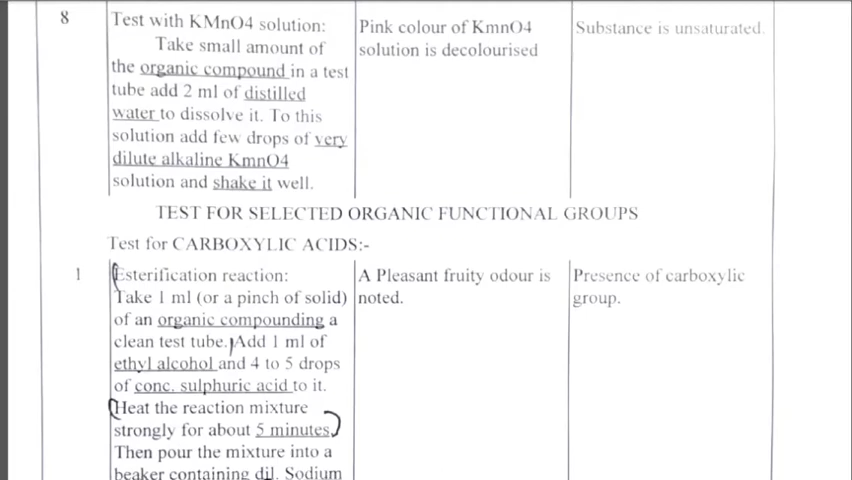 8
Test with KMnO4 solution:
Take small amount of
the organic compound in a test
tube add 2 ml of distilled
water to dissolve it. To this
solution add few drops of very
dilute alkaline KmnO4
solution and shake it well.
Pink colour of KmnO4
solution is decolourised
Substance is unsaturated.
TEST FOR SELECTED ORGANIC FUNCTIONAL GROUPS
Test for CARBOXYLIC ACIDS:-
1
Esterification reaction:
Take 1 ml (or a pinch of solid)
of an organic compounding a
clean test tube. Add 1 ml of
ethyl alcohol and 4 to 5 drops
of conc. sulphuric acid to it.
Heat the reaction mixture
strongly for about 5 minutes.
Then pour the mixture into a
beaker containing dil. Sodium
A Pleasant fruity odour is
noted.
Presence of carboxylic
group.